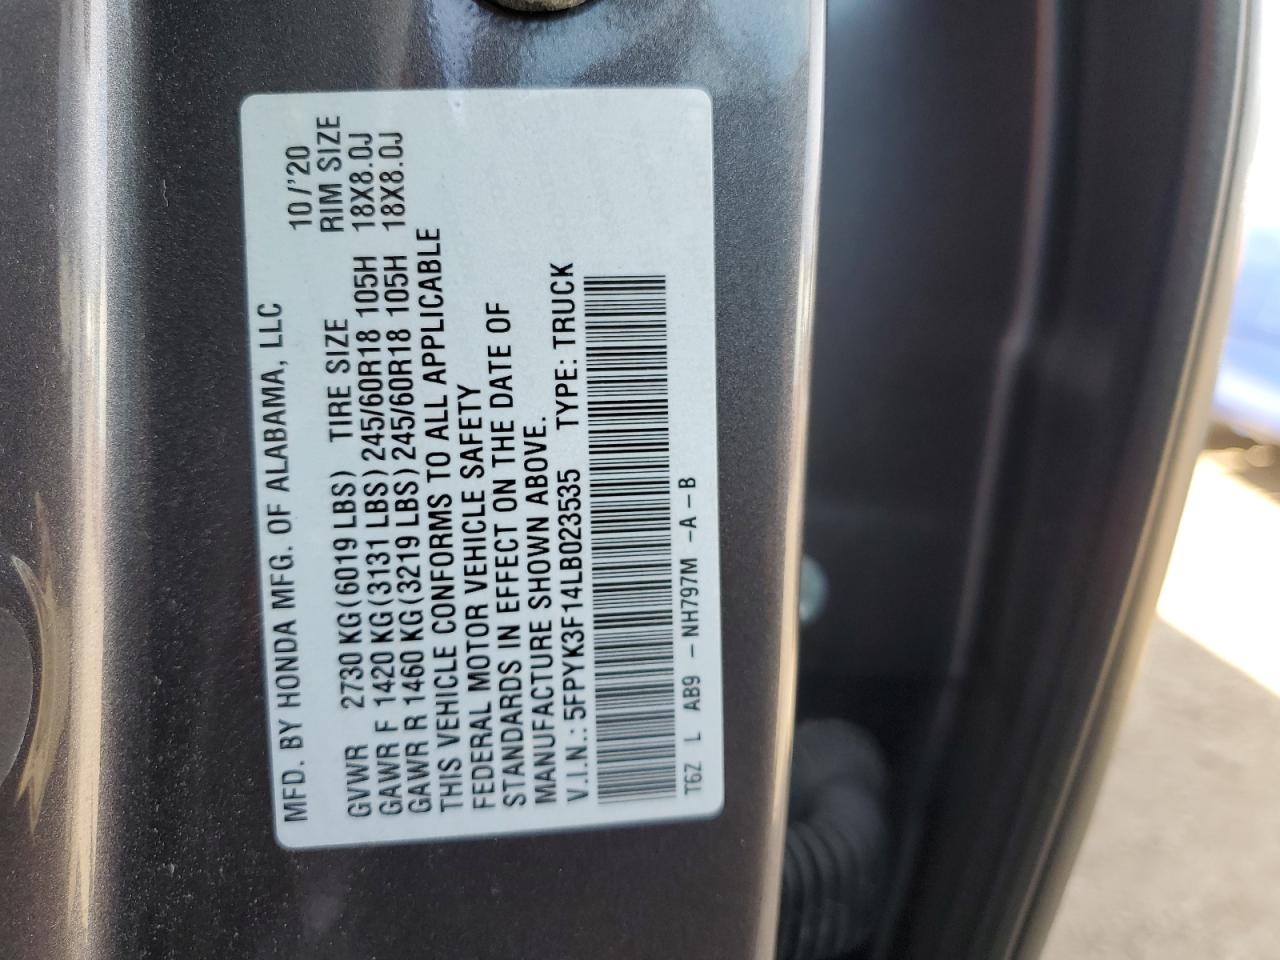 MFD. BY HONDA MFG. OF ALABAMA, LLC 10/'20
GVWR 2730 KG(6019 LBS) TIRE SIZE RIM SIZE
GAWR F 1420 KG(3131 LBS) 245/60R18 105H 18X8.0J
GAWR R 1460 KG(3219 LBS) 245/60R18 105H 18X8.0J
THIS VEHICLE CONFORMS TO ALL APPLICABLE
FEDERAL MOTOR VEHICLE SAFETY
STANDARDS IN EFFECT ON THE DATE OF
MANUFACTURE SHOWN ABOVE.
V.I.N.: 5FPYK3F14LB023535 TYPE: TRUCK
T6Z L AB9 -NH797M -A-B